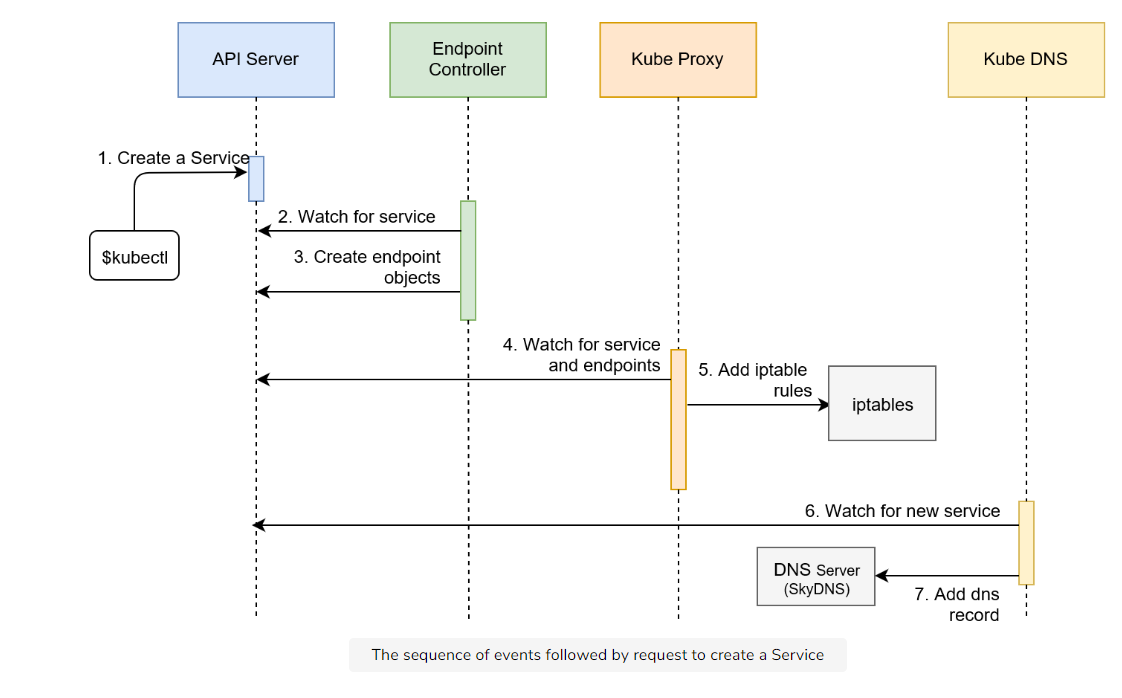 API Server
Endpoint
Controller
Kube Proxy
Kube DNS
1. Create a Service
$kubectl
2. Watch for service
3. Create endpoint
objects
4. Watch for service
and endpoints
5. Add iptable
rules
iptables
6. Watch for new service
DNS Server
(SkyDNS)
7. Add dns
record
The sequence of events followed by request to create a Service